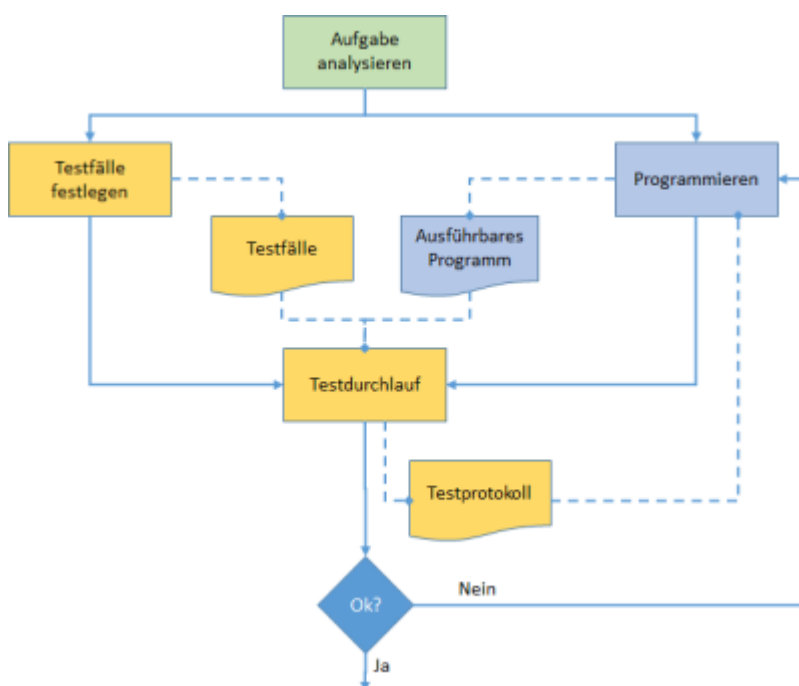 Aufgabe
analysieren
Testfälle
festlegen
Programmieren
Testfälle
Ausführbares
Programm
Testdurchlauf
Testprotokoll
Ok?
Nein
Ja